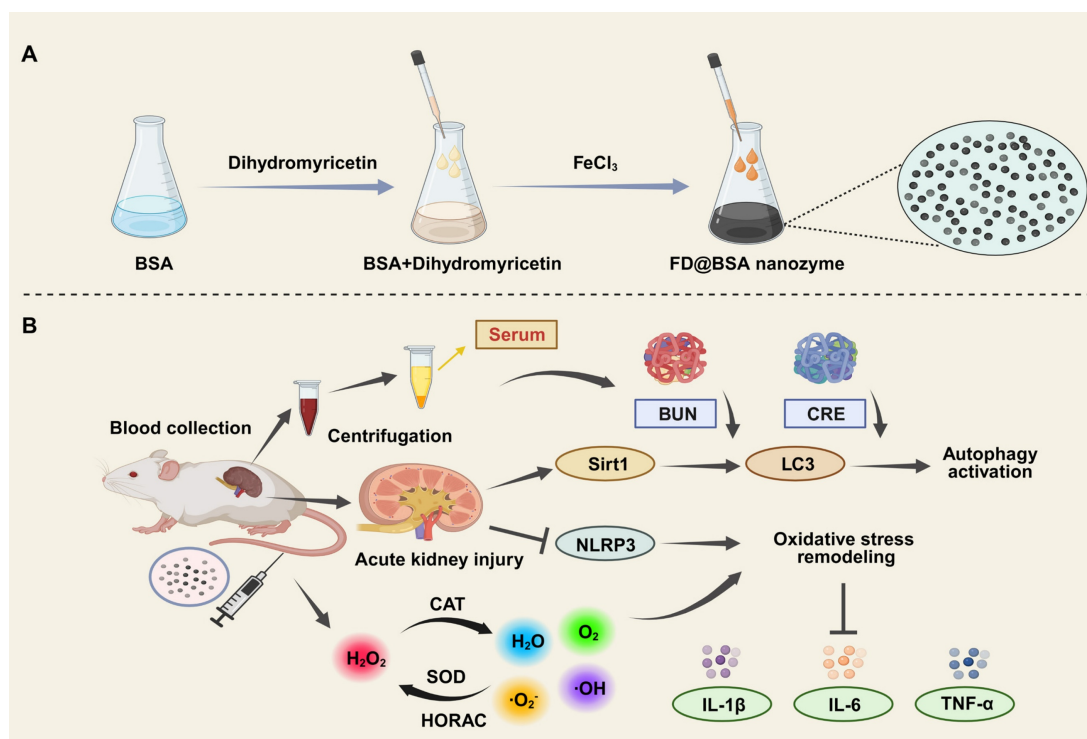 A
Dihydromyricetin
FeCl₃
BSA
BSA+Dihydromyricetin
FD@BSA nanozyme
B
Serum
Blood collection
Centrifugation
BUN
CRE
Sirt1
LC3
Autophagy
activation
Acute kidney injury
NLRP3
Oxidative stress
remodeling
CAT
H₂O₂
H₂O
O₂
SOD
HORAC
·O₂⁻
·OH
IL-1β
IL-6
TNF-α